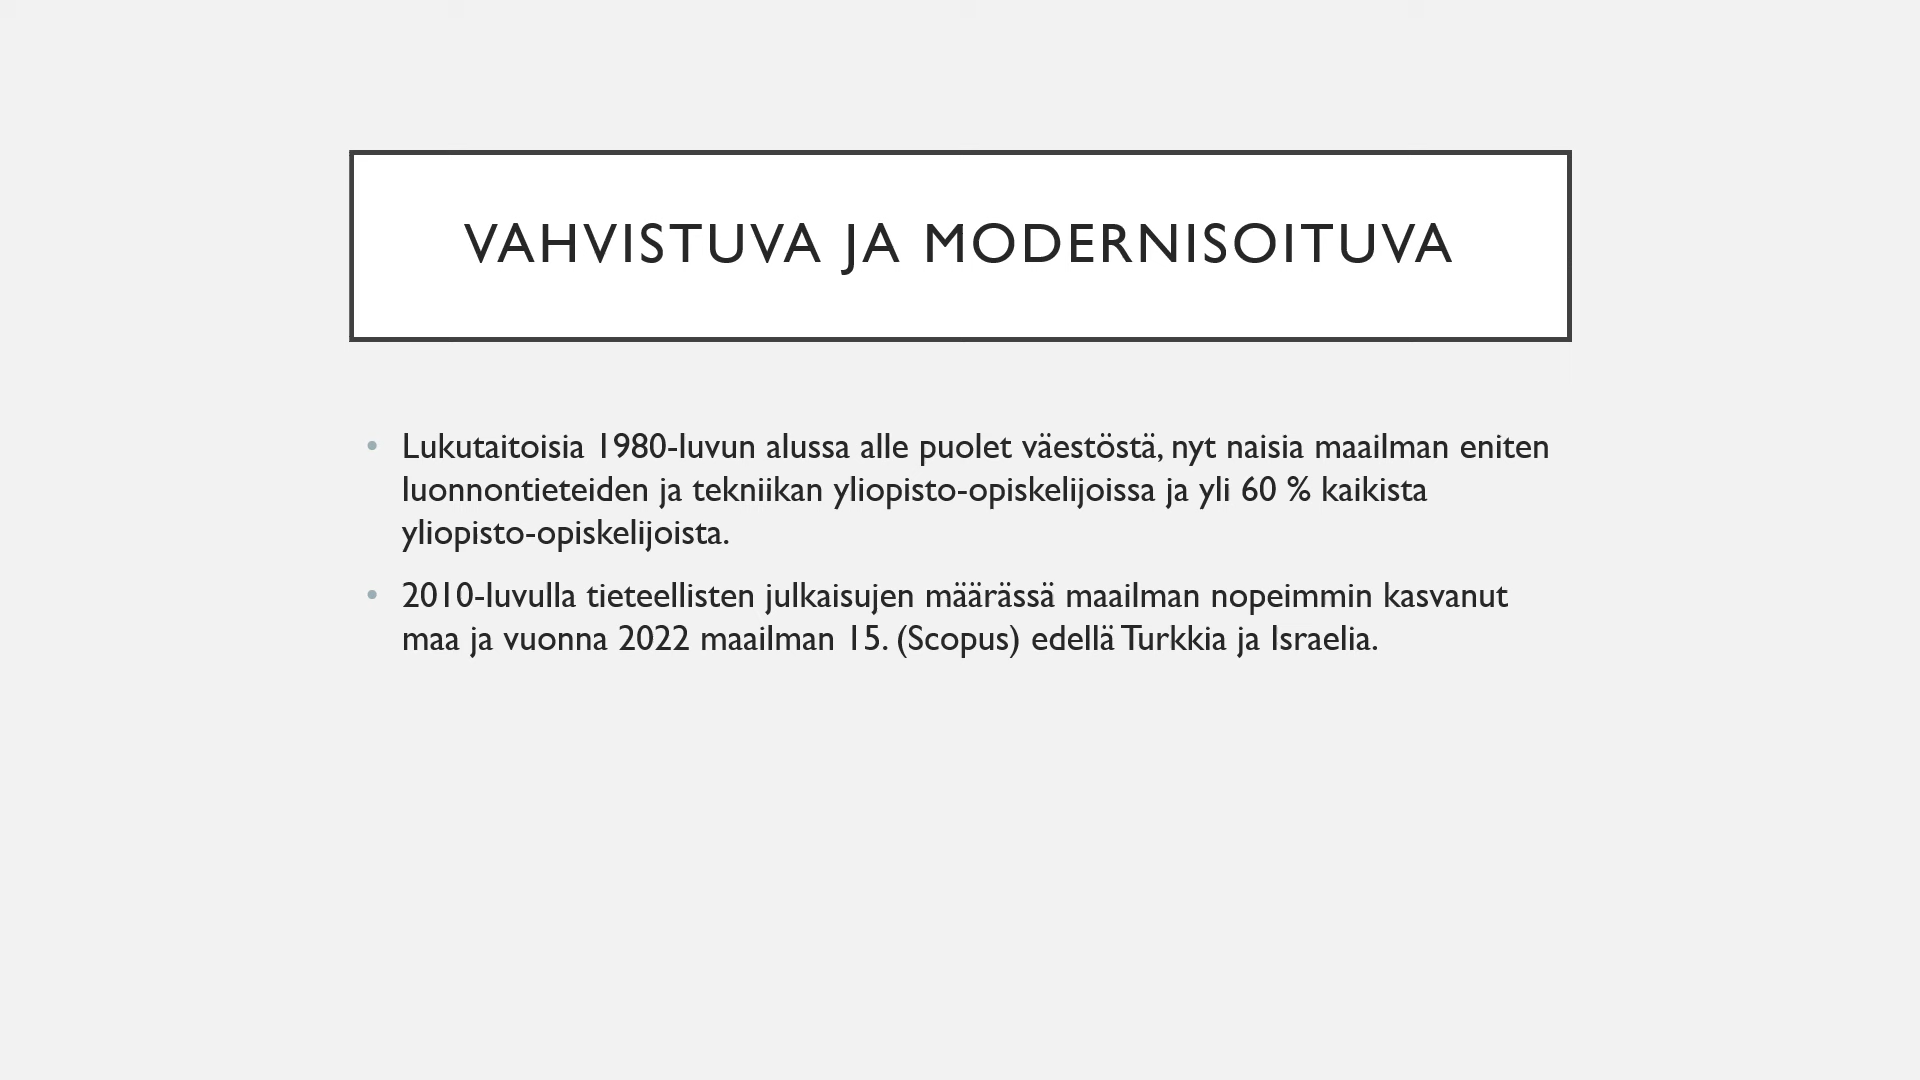 VAHVISTUVA JA MODERNISOITUVA
• Lukutaitoisia 1980-luvun alussa alle puolet väestöstä, nyt naisia maailman eniten
luonnontieteiden ja tekniikan yliopisto-opiskelijoissa ja yli 60 % kaikista
yliopisto-opiskelijoista.
• 2010-luvulla tieteellisten julkaisujen määrässä maailman nopeimmin kasvanut
maa ja vuonna 2022 maailman 15. (Scopus) edellä Turkkia ja Israelia.